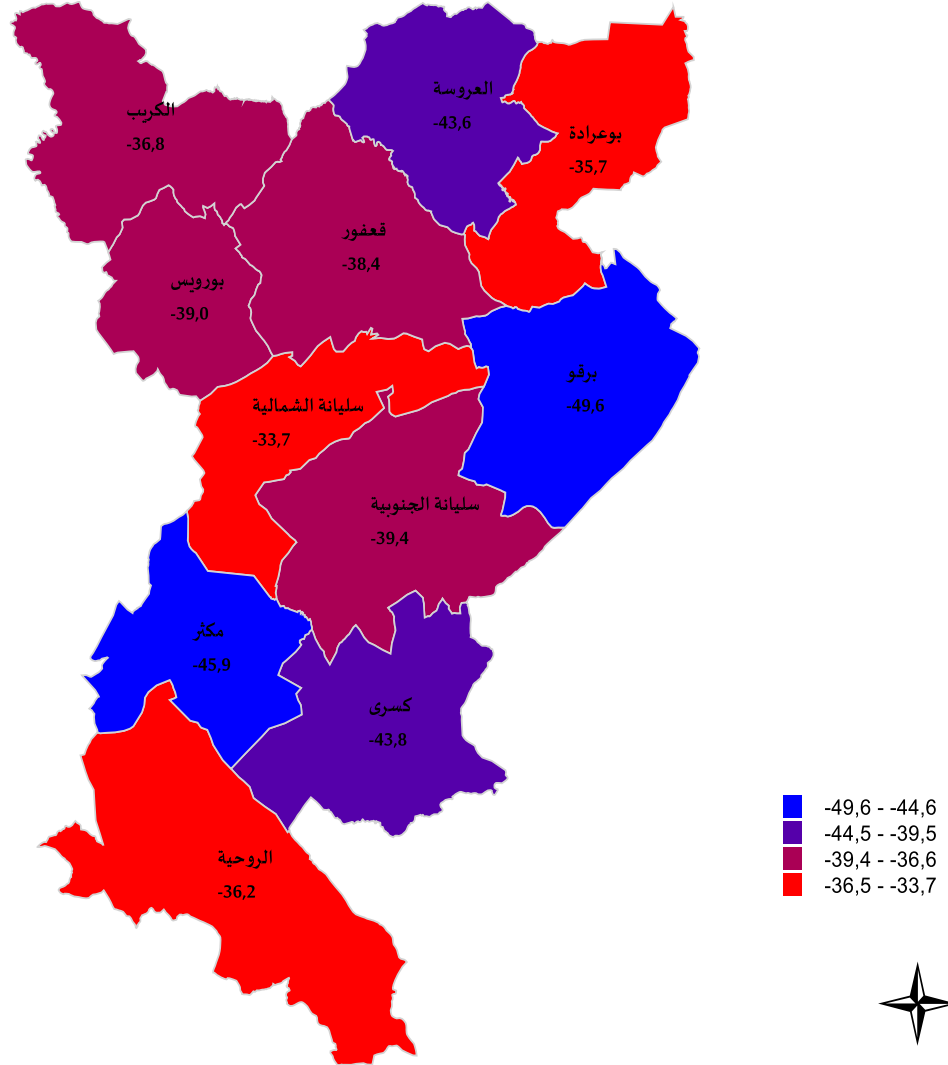 العروسة
-43,6
الكريب
-36,8
بوعرادة
-35,7
قعفور
-38,4
بورويس
-39,0
برقو
-49,6
سليانة الشمالية
-33,7
سليانة الجنوبية
-39,4
مكثر
-45,9
كسرى
-43,8
الروحية
-36,2
-49,6 - -44,6
-44,5 - -39,5
-39,4 - -36,6
-36,5 - -33,7